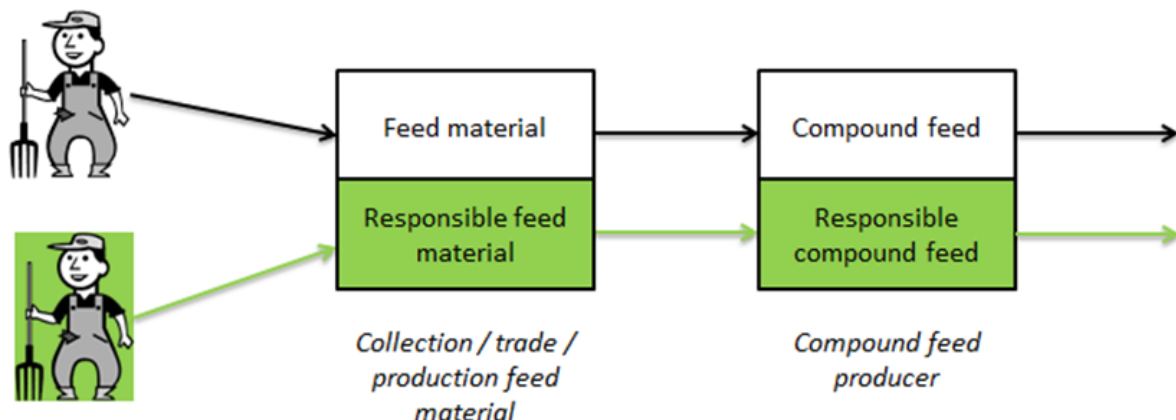 Feed material
Compound feed
Responsible feed
material
Responsible
compound feed
Collection / trade /
production feed
material
Compound feed
producer